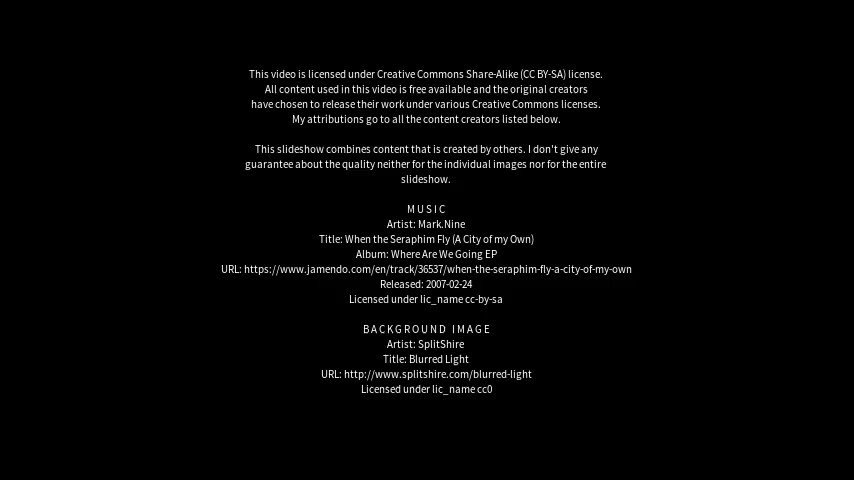 This video is licensed under Creative Commons Share-Alike (CC BY-SA) license.
All content used in this video is free available and the original creators
have chosen to release their work under various Creative Commons licenses.
My attributions go to all the content creators listed below.
This slideshow combines content that is created by others. I don't give any
guarantee about the quality neither for the individual images nor for the entire
slideshow.
MUSIC
Artist: Mark.Nine
Title: When the Seraphim Fly (A City of my Own)
Album: Where Are We Going EP
URL: https://www.jamendo.com/en/track/36537/when-the-seraphim-fly-a-city-of-my-own
Released: 2007-02-24
Licensed under lic_name cc-by-sa
BACKGROUND IMAGE
Artist: SplitShire
Title: Blurred Light
URL: http://www.splitshire.com/blurred-light
Licensed under lic_name cc0